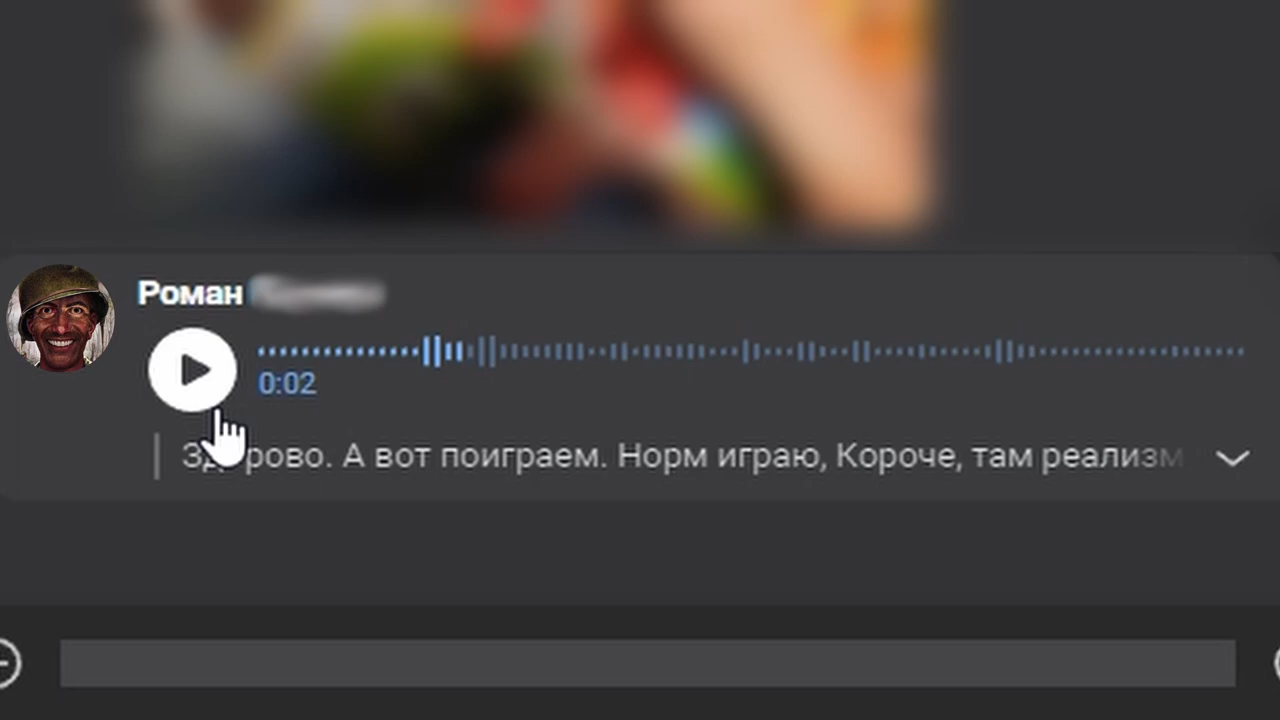 Роман
0:02
рово. А вот поиграем. Норм играю, Короче, там реализм